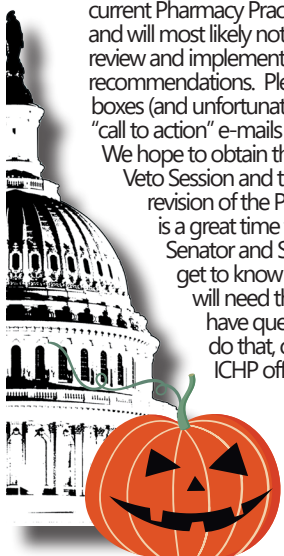 current Pharmacy Prac
and will most likely not
review and implement
recommendations. Ple
boxes (and unfortunat
"call to action" e-mails
We hope to obtain th
Veto Session and t
revision of the P
is a great time
Senator and S
get to know
will need th
have que
do that, c
ICHP off